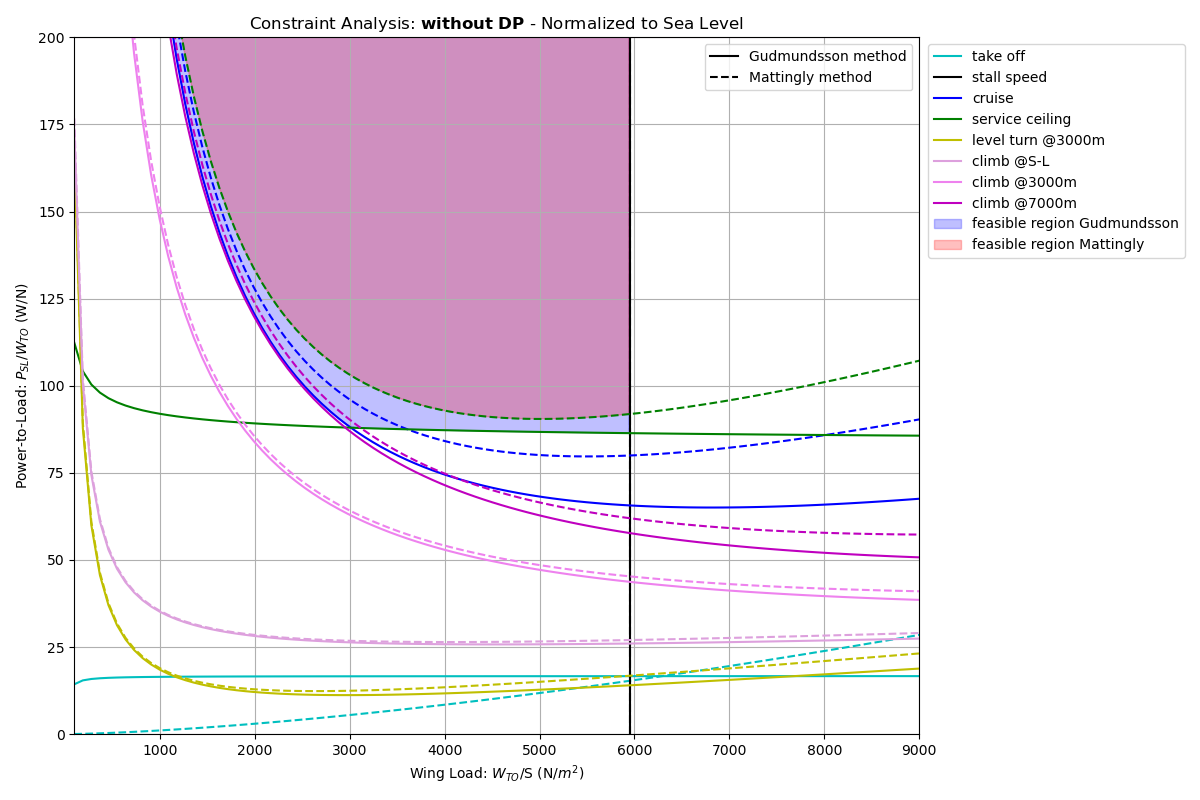 Constraint Analysis: without DP - Normalized to Sea Level
Power-to-Load: P_SL/W_TO (W/N)
200
175
150
125
100
75
50
25
0
1000
2000
3000
4000
5000
6000
7000
8000
9000
Wing Load: W_TO/S (N/m²)
Gudmundsson method
Mattingly method
take off
stall speed
cruise
service ceiling
level turn @3000m
climb @S-L
climb @3000m
climb @7000m
feasible region Gudmundsson
feasible region Mattingly